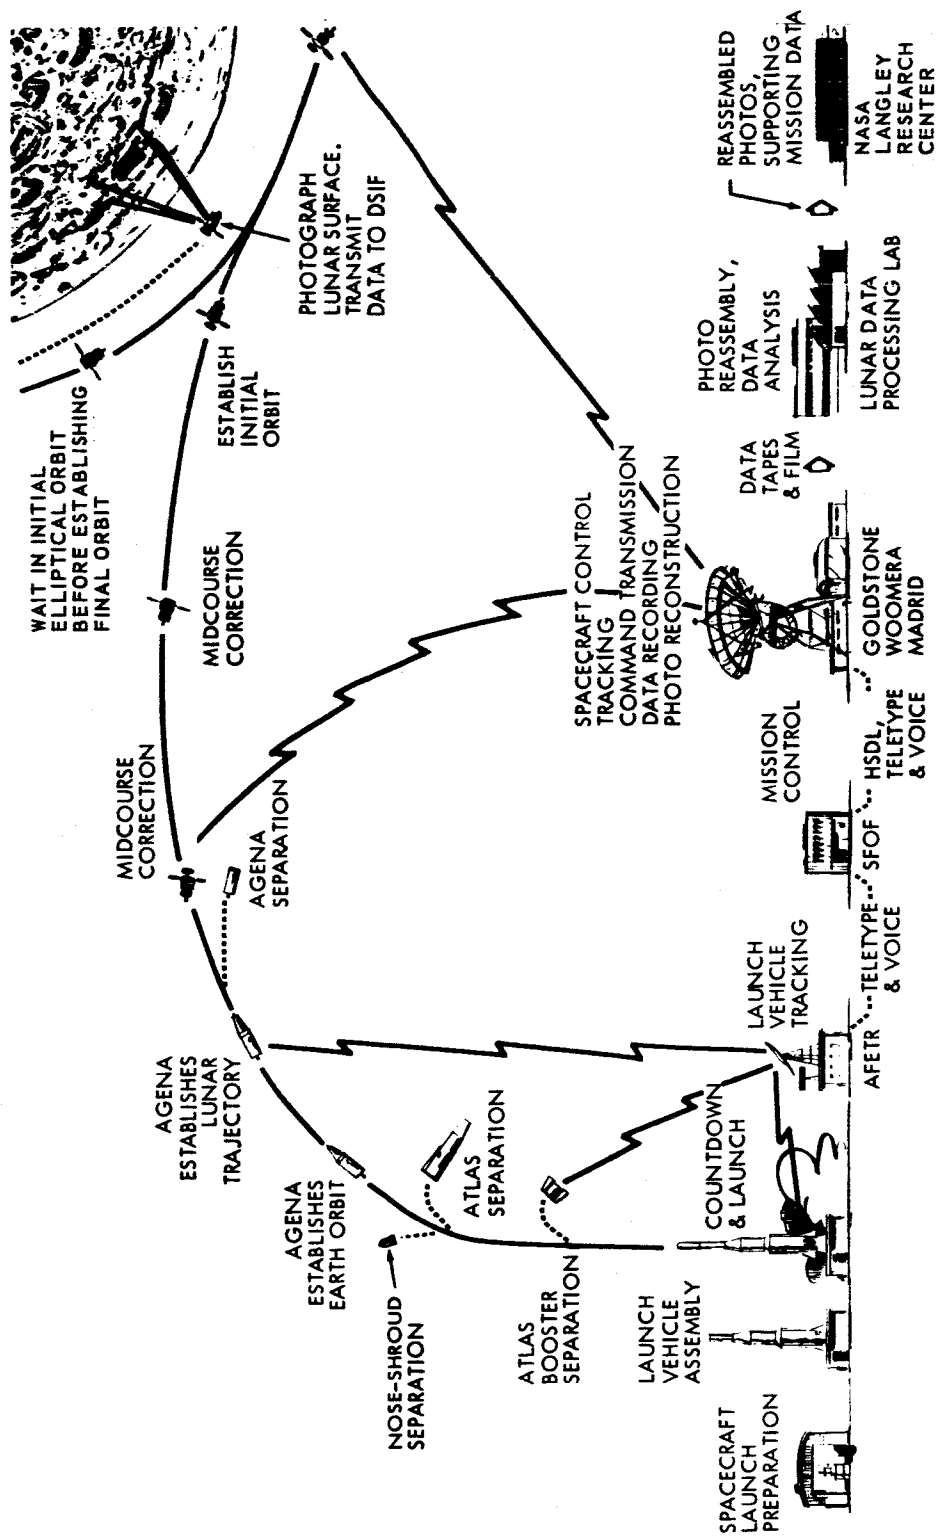 WAIT IN INITIAL
ELLIPTICAL ORBIT
BEFORE ESTABLISHING
FINAL ORBIT
MIDCOURSE
CORRECTION
MIDCOURSE
CORRECTION
ESTABLISH
INITIAL
ORBIT
PHOTOGRAPH
LUNAR SURFACE.
TRANSMIT
DATA TO DSIF
AGENA
SEPARATION
AGENA
ESTABLISHES
LUNAR
TRAJECTORY
AGENA
ESTABLISHES
EARTH ORBIT
NOSE-SHROUD
SEPARATION
ATLAS
SEPARATION
ATLAS
BOOSTER
SEPARATION
SPACECRAFT CONTROL
TRACKING
COMMAND TRANSMISSION
DATA RECORDING
PHOTO RECONSTRUCTION
SPACECRAFT
LAUNCH
PREPARATION
LAUNCH
VEHICLE
ASSEMBLY
COUNTDOWN
& LAUNCH
LAUNCH
VEHICLE
TRACKING
MISSION
CONTROL
DATA
TAPES
& FILM
PHOTO
REASSEMBLY,
DATA
ANALYSIS
REASSEMBLED
PHOTOS,
SUPPORTING
MISSION DATA
AFETR
TELETYPE
& VOICE
SFOF
HSDL,
TELETYPE
& VOICE
GOLDSTONE
WOOMERA
MADRID
LUNAR DATA
PROCESSING LAB
NASA
LANGLEY
RESEARCH
CENTER